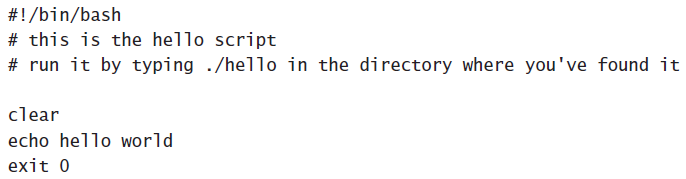 #!/bin/bash
# this is the hello script
# run it by typing ./hello in the directory where you've found it
clear
echo hello world
exit 0